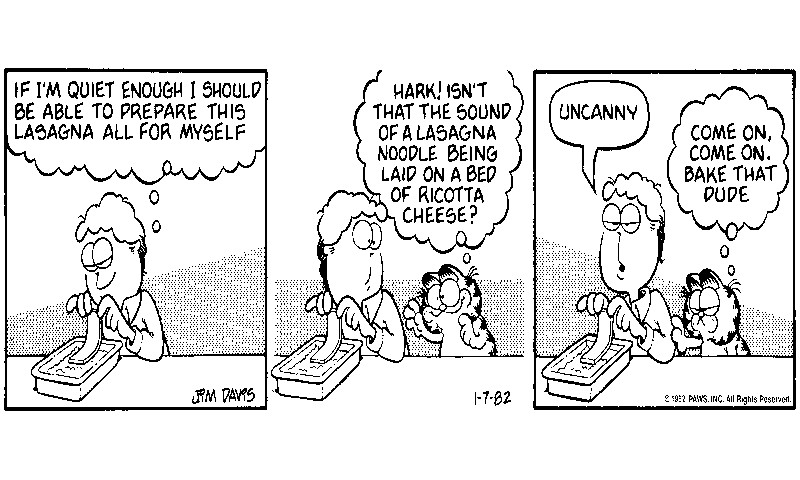 IF I'M QUIET ENOUGH I SHOULD
BE ABLE TO PREPARE THIS
LASAGNA ALL FOR MYSELF
JIM DAVIS
HARK! ISN'T
THAT THE SOUND
OF A LASAGNA
NOODLE BEING
LAID ON A BED
OF RICOTTA
CHEESE?
1-7-82
UNCANNY
COME ON,
COME ON.
BAKE THAT
DUDE
© 1982 PAWS, INC. All Rights Reserved.